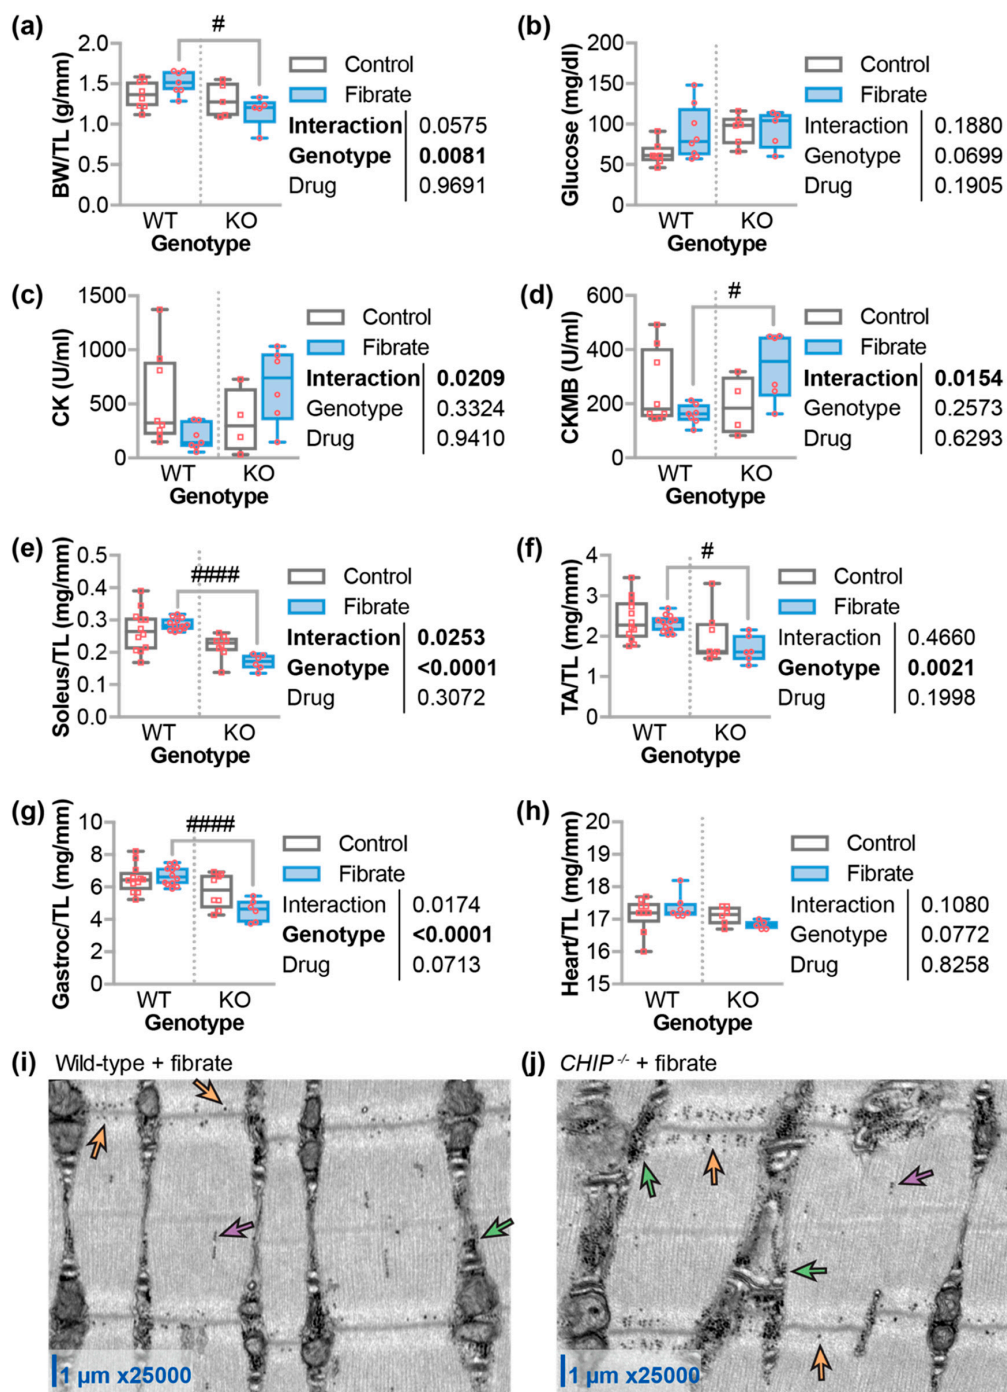 (a)
BW/TL (g/mm)
2.0
1.5
1.0
0.5
0.0
#
WT KO
Genotype
Control
Fibrate
Interaction 0.0575
Genotype 0.0081
Drug 0.9691
(b)
Glucose (mg/dl)
200
150
100
50
0
WT KO
Genotype
Control
Fibrate
Interaction 0.1880
Genotype 0.0699
Drug 0.1905
(c)
CK (U/ml)
1500
1000
500
0
WT KO
Genotype
Control
Fibrate
Interaction 0.0209
Genotype 0.3324
Drug 0.9410
(d)
CKMB (U/ml)
600
400
200
0
#
WT KO
Genotype
Control
Fibrate
Interaction 0.0154
Genotype 0.2573
Drug 0.6293
(e)
Soleus/TL (mg/mm)
0.5
0.4
0.3
0.2
0.1
0.0
####
WT KO
Genotype
Control
Fibrate
Interaction 0.0253
Genotype <0.0001
Drug 0.3072
(f)
TA/TL (mg/mm)
4
3
2
1
0
#
WT KO
Genotype
Control
Fibrate
Interaction 0.4660
Genotype 0.0021
Drug 0.1998
(g)
Gastroc/TL (mg/mm)
10
8
6
4
2
0
####
WT KO
Genotype
Control
Fibrate
Interaction 0.0174
Genotype <0.0001
Drug 0.0713
(h)
Heart/TL (mg/mm)
20
19
18
17
16
15
WT KO
Genotype
Control
Fibrate
Interaction 0.1080
Genotype 0.0772
Drug 0.8258
(i) Wild-type + fibrate
1 µm x25000
(j) CHIP -/- + fibrate
1 µm x25000